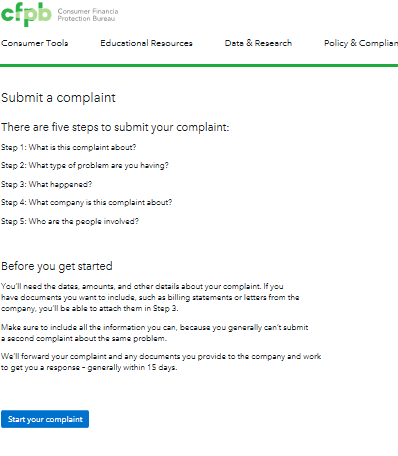 cfpb Consumer Financia
Protection Bureau
Consumer Tools Educational Resources Data & Research Policy & Complian
Submit a complaint
There are five steps to submit your complaint:
Step 1: What is this complaint about?
Step 2: What type of problem are you having?
Step 3: What happened?
Step 4: What company is this complaint about?
Step 5: Who are the people involved?
Before you get started
You'll need the dates, amounts, and other details about your complaint. If you
have documents you want to include, such as billing statements or letters from the
company, you'll be able to attach them in Step 3.
Make sure to include all the information you can, because you generally can't submit
a second complaint about the same problem.
We'll forward your complaint and any documents you provide to the company and work
to get you a response – generally within 15 days.
Start your complaint